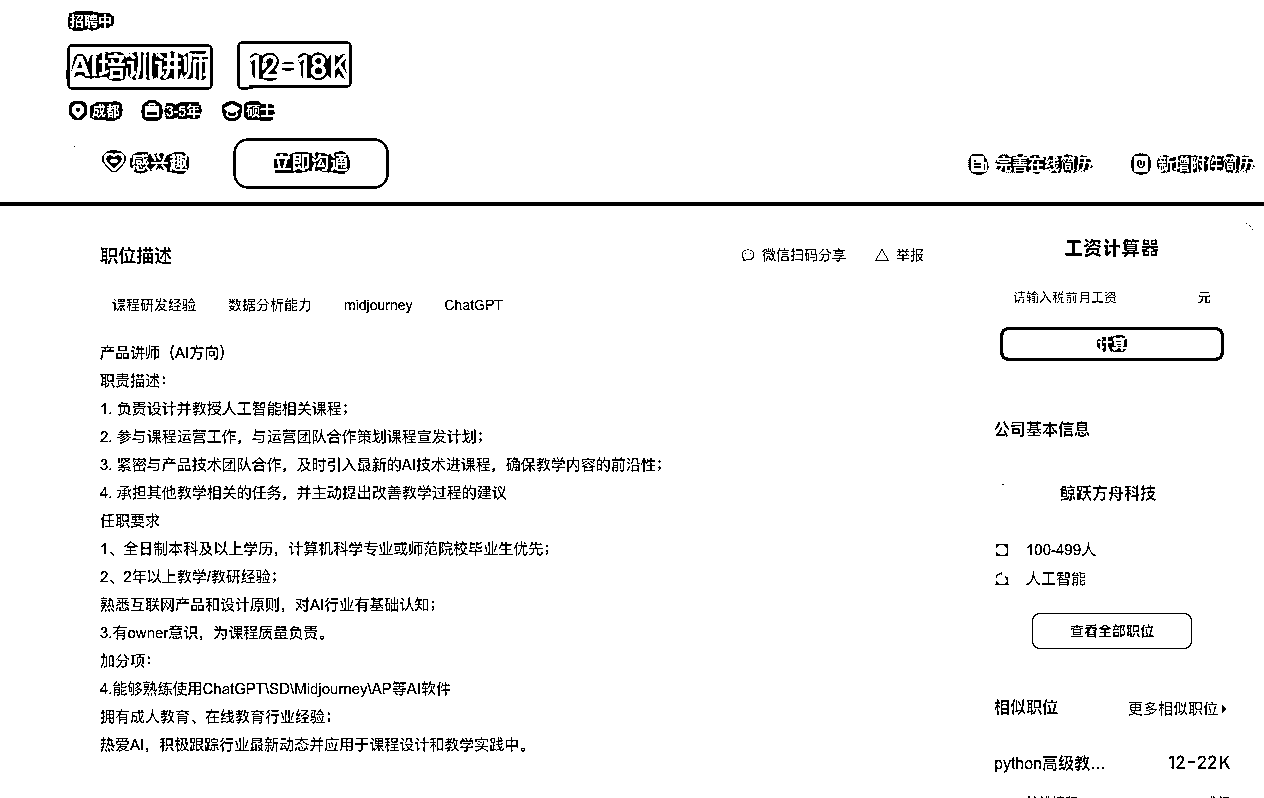 招聘中
AI培训讲师 12-18K
成都 3-5年 硕士
感兴趣 立即沟通 完善在线简历 新增附件简历
职位描述
微信扫码分享 举报
课程研发经验 数据分析能力 midjourney ChatGPT
产品讲师（AI方向）
职责描述：
1. 负责设计并教授人工智能相关课程；
2. 参与课程运营工作，与运营团队合作策划课程宣发计划；
3. 紧密与产品技术团队合作，及时引入最新的AI技术进课程，确保教学内容的前沿性；
4. 承担其他教学相关的任务，并主动提出改善教学过程的建议
任职要求
1、全日制本科及以上学历，计算机科学专业或师范院校毕业生优先；
2、2年以上教学/教研经验；
熟悉互联网产品和设计原则，对AI行业有基础认知；
3.有owner意识，为课程质量负责。
加分项：
4.能够熟练使用ChatGPT\SD\Midjourney\AP等AI软件
拥有成人教育、在线教育行业经验；
热爱AI，积极跟踪行业最新动态并应用于课程设计和教学实践中。
工资计算器
请输入税前月工资 元
计算
公司基本信息
鲸跃方舟科技
100-499人
人工智能
查看全部职位
相似职位 更多相似职位
python高级教... 12-22K